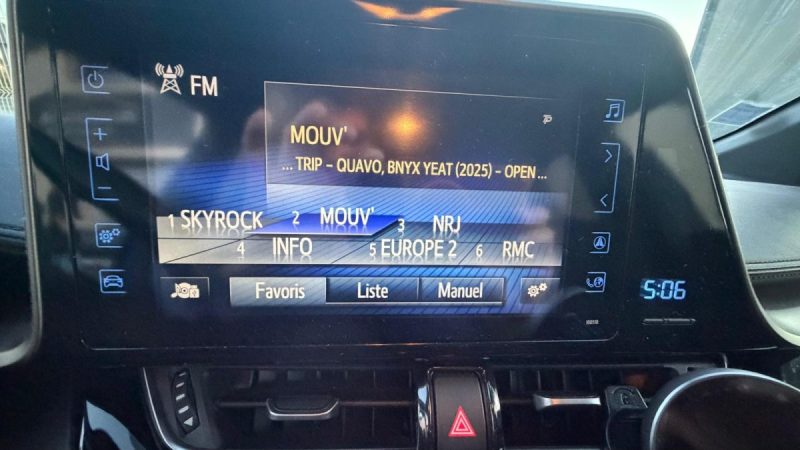 FM
MOUV'
... TRIP - QUAVO, BNYX YEAT (2025) - OPEN ...
1 SKYROCK 2 MOUV' 3 NRJ
4 INFO 5 EUROPE 2 6 RMC
Favoris Liste Manuel
5:06